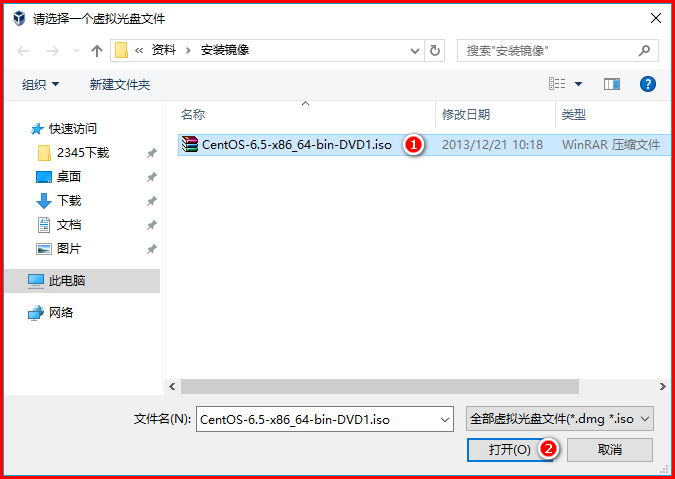 请选择一个虚拟光盘文件
« 资料 › 安装镜像
搜索"安装镜像"
组织
新建文件夹
名称
修改日期
类型
快速访问
2345下载
桌面
下载
文档
图片
此电脑
网络
CentOS-6.5-x86_64-bin-DVD1.iso 1 2013/12/21 10:18 WinRAR 压缩文件
文件名(N): CentOS-6.5-x86_64-bin-DVD1.iso 全部虚拟光盘文件(*.dmg *.iso
打开(O) 2 取消